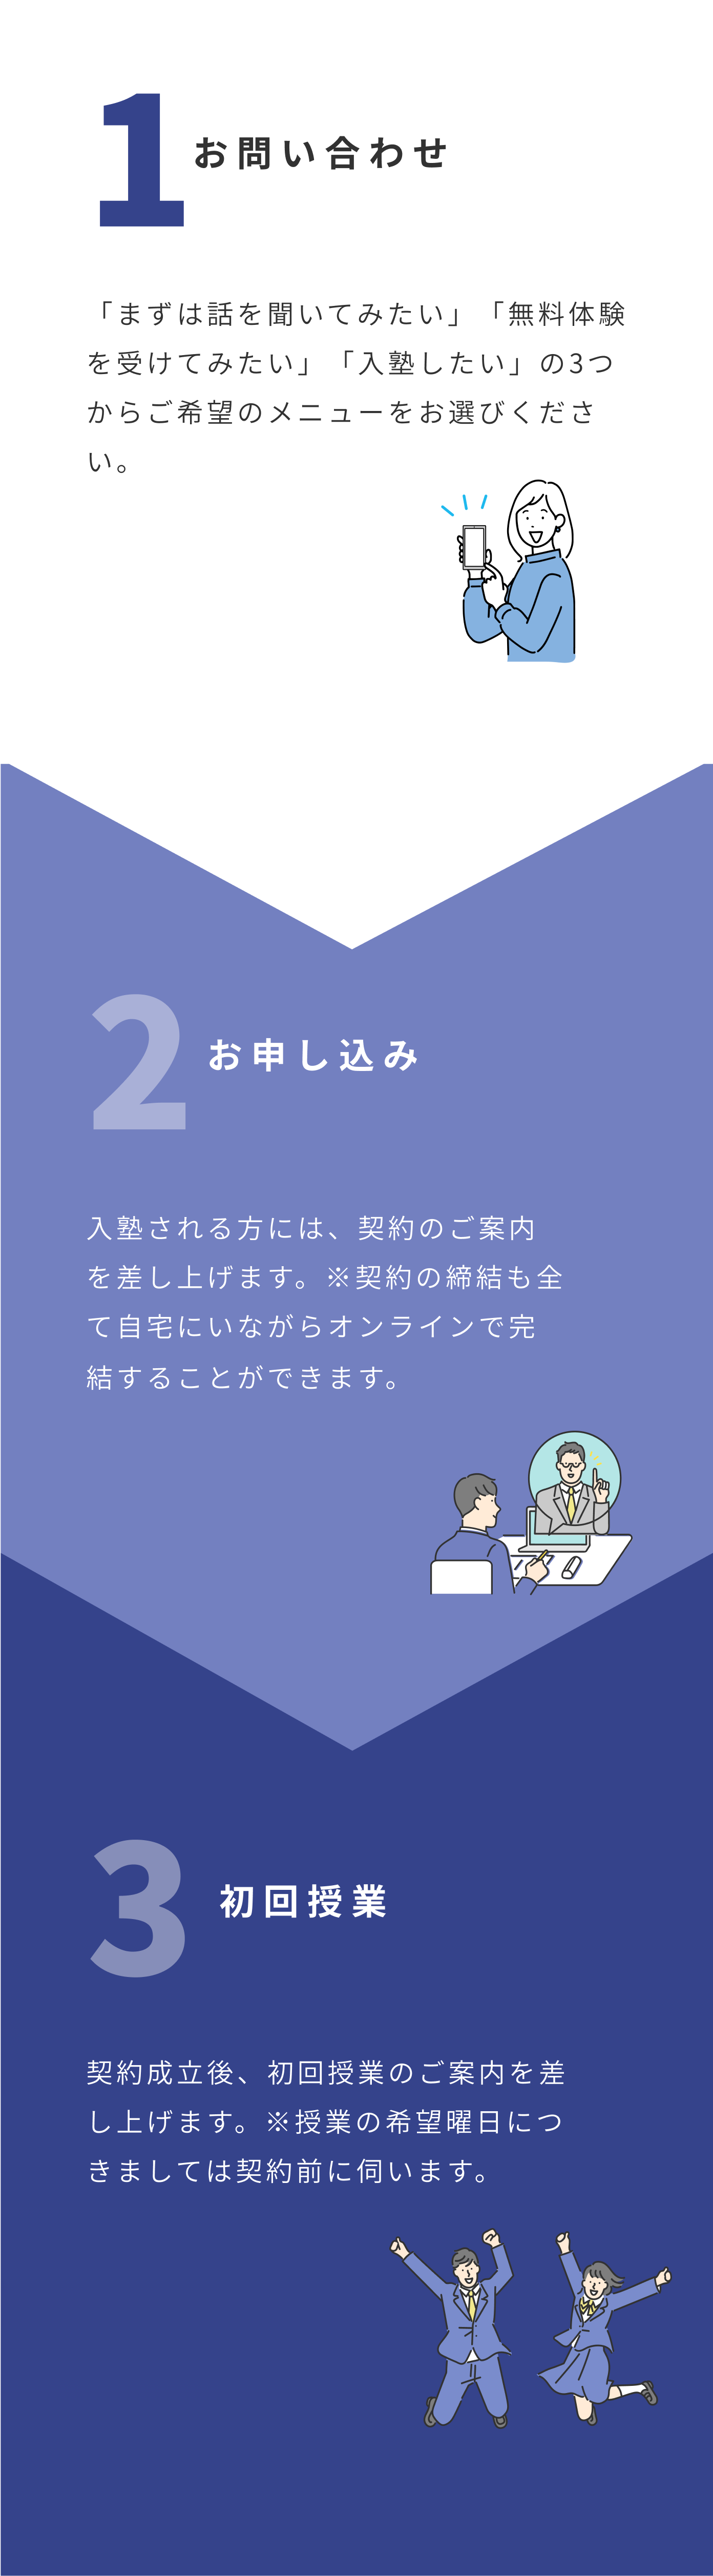 1
お問い合わせ
「まずは話を聞いてみたい」「無料体験
を受けてみたい」「入塾したい」の3つ
からご希望のメニューをお選びくださ
い。
2
お申し込み
入塾される方には、契約のご案内
を差し上げます。※契約の締結も全
て自宅にいながらオンラインで完
結することができます。
3
初回授業
契約成立後、初回授業のご案内を差
し上げます。※授業の希望曜日につ
きましては契約前に伺います。